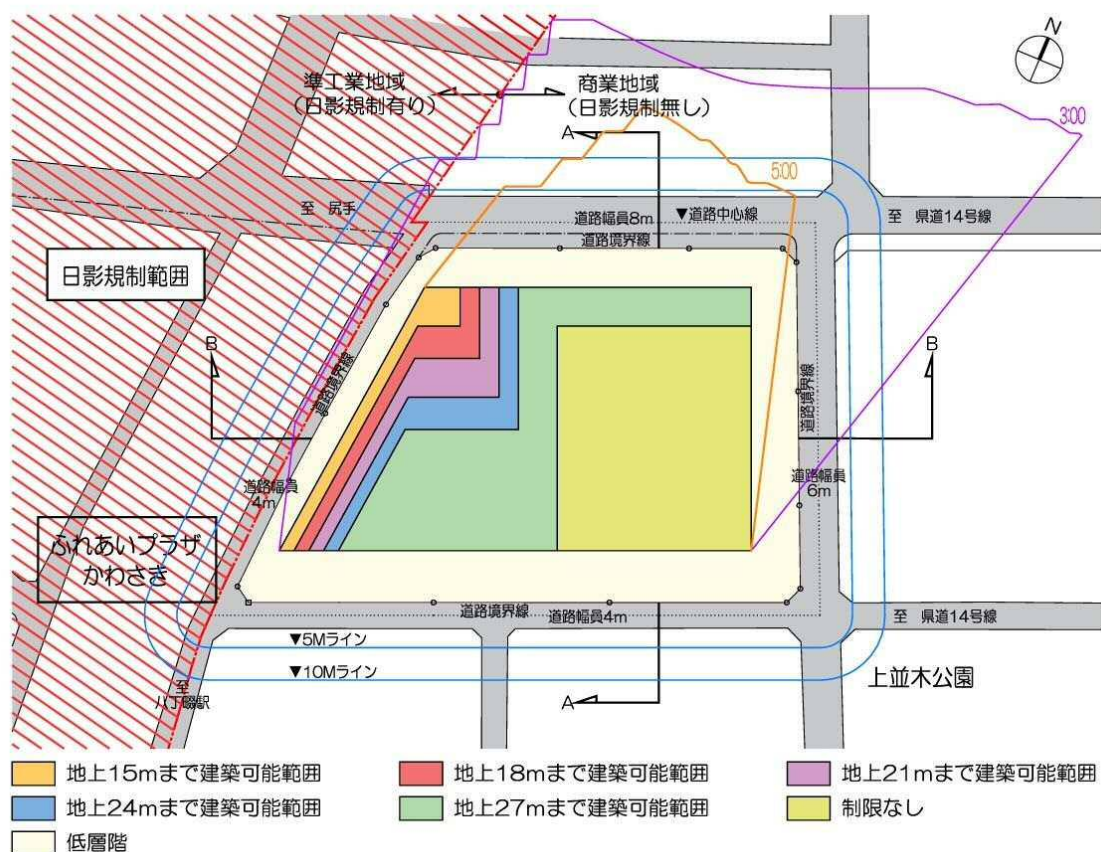 N
準工業地域
(日影規制有り)
商業地域
(日影規制無し)
3:00
A
5:00
至 尻手
道路幅員8m
▼道路中心線
至 県道14号線
道路境界線
日影規制範囲
B
B
道路境界線
道路境界線
道路幅員
4m
道路幅員
6m
ふれあいプラザ
かわさき
道路境界線
道路幅員4m
至 県道14号線
▼5Mライン
▼10Mライン
至
八丁畷駅
A
上並木公園
地上15mまで建築可能範囲
地上18mまで建築可能範囲
地上21mまで建築可能範囲
地上24mまで建築可能範囲
地上27mまで建築可能範囲
制限なし
低層階